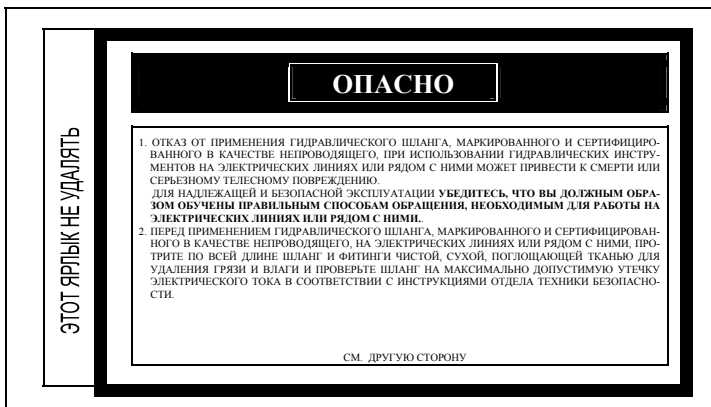 ЭТОТ ЯРЛЫК НЕ УДАЛЯТЬ
ОПАСНО
1. ОТКАЗ ОТ ПРИМЕНЕНИЯ ГИДРАВЛИЧЕСКОГО ШЛАНГА, МАРКИРОВАННОГО И СЕРТИФИЦИРО-
ВАННОГО В КАЧЕСТВЕ НЕПРОВОДЯЩЕГО, ПРИ ИСПОЛЬЗОВАНИИ ГИДРАВЛИЧЕСКИХ ИНСТРУ-
МЕНТОВ НА ЭЛЕКТРИЧЕСКИХ ЛИНИЯХ ИЛИ РЯДОМ С НИМИ МОЖЕТ ПРИВЕСТИ К СМЕРТИ ИЛИ
СЕРЬЕЗНОМУ ТЕЛЕСНОМУ ПОВРЕЖДЕНИЮ.
ДЛЯ НАДЛЕЖАЩЕЙ И БЕЗОПАСНОЙ ЭКСПЛУАТАЦИИ УБЕДИТЕСЬ, ЧТО ВЫ ДОЛЖНЫМ ОБРА-
ЗОМ ОБУЧЕНЫ ПРАВИЛЬНЫМ СПОСОБАМ ОБРАЩЕНИЯ, НЕОБХОДИМЫМ ДЛЯ РАБОТЫ НА
ЭЛЕКТРИЧЕСКИХ ЛИНИЯХ ИЛИ РЯДОМ С НИМИ..
2. ПЕРЕД ПРИМЕНЕНИЕМ ГИДРАВЛИЧЕСКОГО ШЛАНГА, МАРКИРОВАННОГО И СЕРТИФИЦИРОВАН-
НОГО В КАЧЕСТВЕ НЕПРОВОДЯЩЕГО, НА ЭЛЕКТРИЧЕСКИХ ЛИНИЯХ ИЛИ РЯДОМ С НИМИ, ПРО-
ТРИТЕ ПО ВСЕЙ ДЛИНЕ ШЛАНГ И ФИТИНГИ ЧИСТОЙ, СУХОЙ, ПОГЛОЩАЮЩЕЙ ТКАНЬЮ ДЛЯ
УДАЛЕНИЯ ГРЯЗИ И ВЛАГИ И ПРОВЕРЬТЕ ШЛАНГ НА МАКСИМАЛЬНО ДОПУСТИМУЮ УТЕЧКУ
ЭЛЕКТРИЧЕСКОГО ТОКА В СООТВЕТСТВИИ С ИНСТРУКЦИЯМИ ОТДЕЛА ТЕХНИКИ БЕЗОПАСНО-
СТИ.
СМ. ДРУГУЮ СТОРОНУ